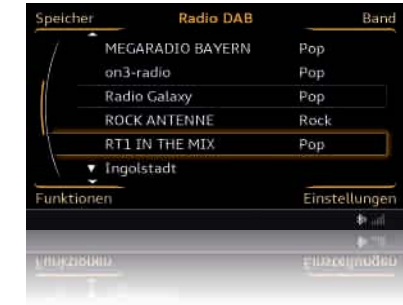 Speicher Radio DAB Band
MEGARADIO BAYERN Pop
on3-radio Pop
Radio Galaxy Pop
ROCK ANTENNE Rock
RT1 IN THE MIX Pop
▼ Ingolstadt
Funktionen Einstellungen